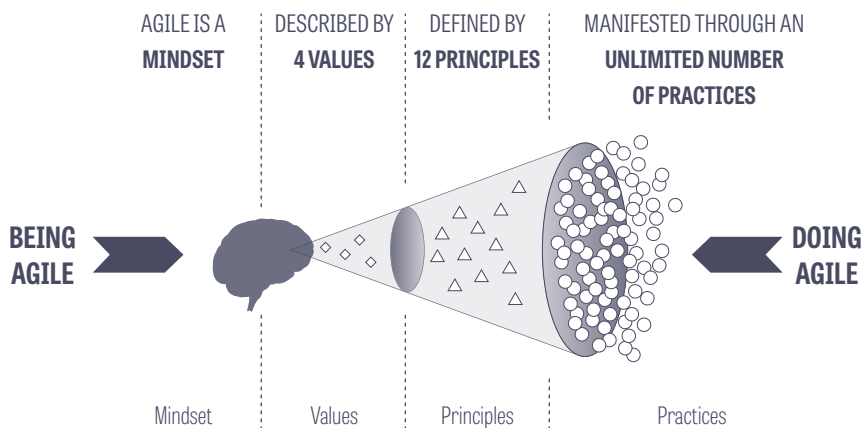 AGILE IS A
MINDSET
DESCRIBED BY
4 VALUES
DEFINED BY
12 PRINCIPLES
MANIFESTED THROUGH AN
UNLIMITED NUMBER
OF PRACTICES
BEING
AGILE
DOING
AGILE
Mindset
Values
Principles
Practices